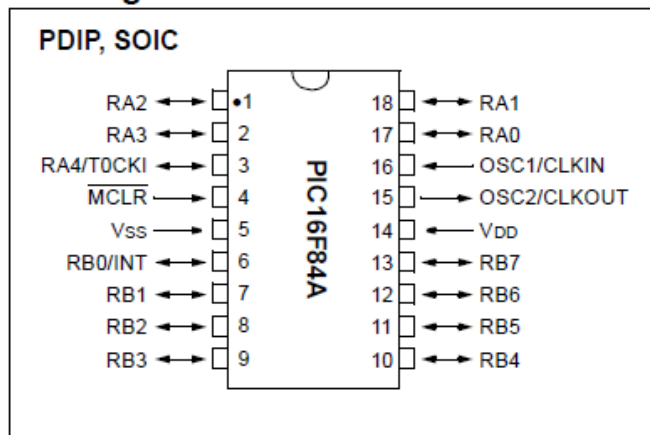 PDIP, SOIC
RA2 •1 18 RA1
RA3 2 17 RA0
RA4/T0CKI 3 16 OSC1/CLKIN
MCLR 4 15 OSC2/CLKOUT
VSS 5 14 VDD
RB0/INT 6 13 RB7
RB1 7 12 RB6
RB2 8 11 RB5
RB3 9 10 RB4
PIC16F84A